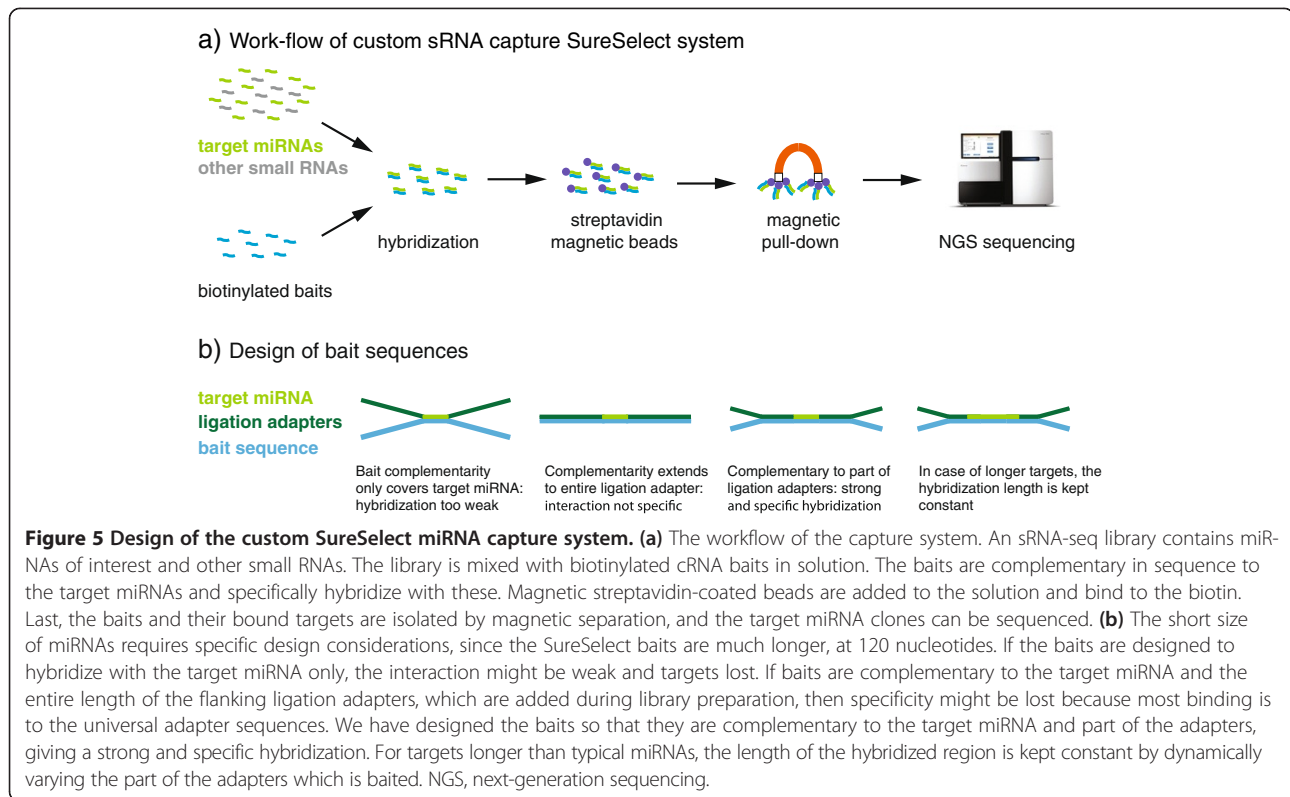 a) Work-flow of custom sRNA capture SureSelect system
target miRNAs
other small RNAs
biotinylated baits
hybridization
streptavidin
magnetic beads
magnetic
pull-down
NGS sequencing
b) Design of bait sequences
target miRNA
ligation adapters
bait sequence
Bait complementarity
only covers target miRNA:
hybridization too weak
Complementarity extends
to entire ligation adapter:
interaction not specific
Complementary to part of
ligation adapters: strong
and specific hybridization
In case of longer targets, the
hybridization length is kept
constant
Figure 5 Design of the custom SureSelect miRNA capture system. (a) The workflow of the capture system. An sRNA-seq library contains miR-
NAs of interest and other small RNAs. The library is mixed with biotinylated cRNA baits in solution. The baits are complementary in sequence to
the target miRNAs and specifically hybridize with these. Magnetic streptavidin-coated beads are added to the solution and bind to the biotin.
Last, the baits and their bound targets are isolated by magnetic separation, and the target miRNA clones can be sequenced. (b) The short size
of miRNAs requires specific design considerations, since the SureSelect baits are much longer, at 120 nucleotides. If the baits are designed to
hybridize with the target miRNA only, the interaction might be weak and targets lost. If baits are complementary to the target miRNA and the
entire length of the flanking ligation adapters, which are added during library preparation, then specificity might be lost because most binding is
to the universal adapter sequences. We have designed the baits so that they are complementary to the target miRNA and part of the adapters,
giving a strong and specific hybridization. For targets longer than typical miRNAs, the length of the hybridized region is kept constant by dynamically
varying the part of the adapters which is baited. NGS, next-generation sequencing.